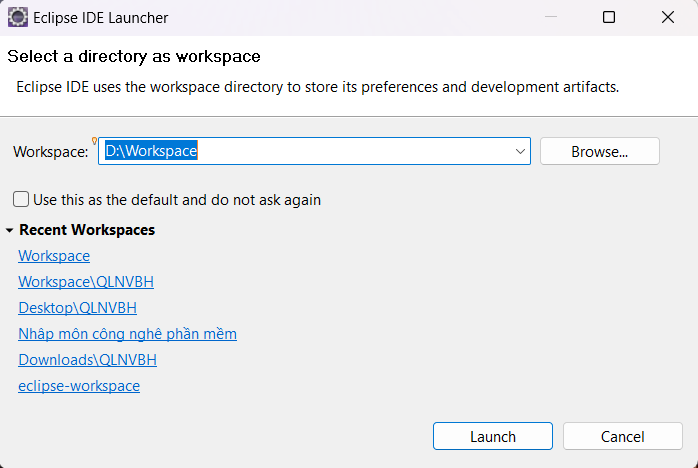 Eclipse IDE Launcher
Select a directory as workspace
Eclipse IDE uses the workspace directory to store its preferences and development artifacts.
Workspace: D:\Workspace Browse...
Use this as the default and do not ask again
Recent Workspaces
Workspace
Workspace\QLNVBH
Desktop\QLNVBH
Nhập môn công nghệ phần mềm
Downloads\QLNVBH
eclipse-workspace
Launch Cancel